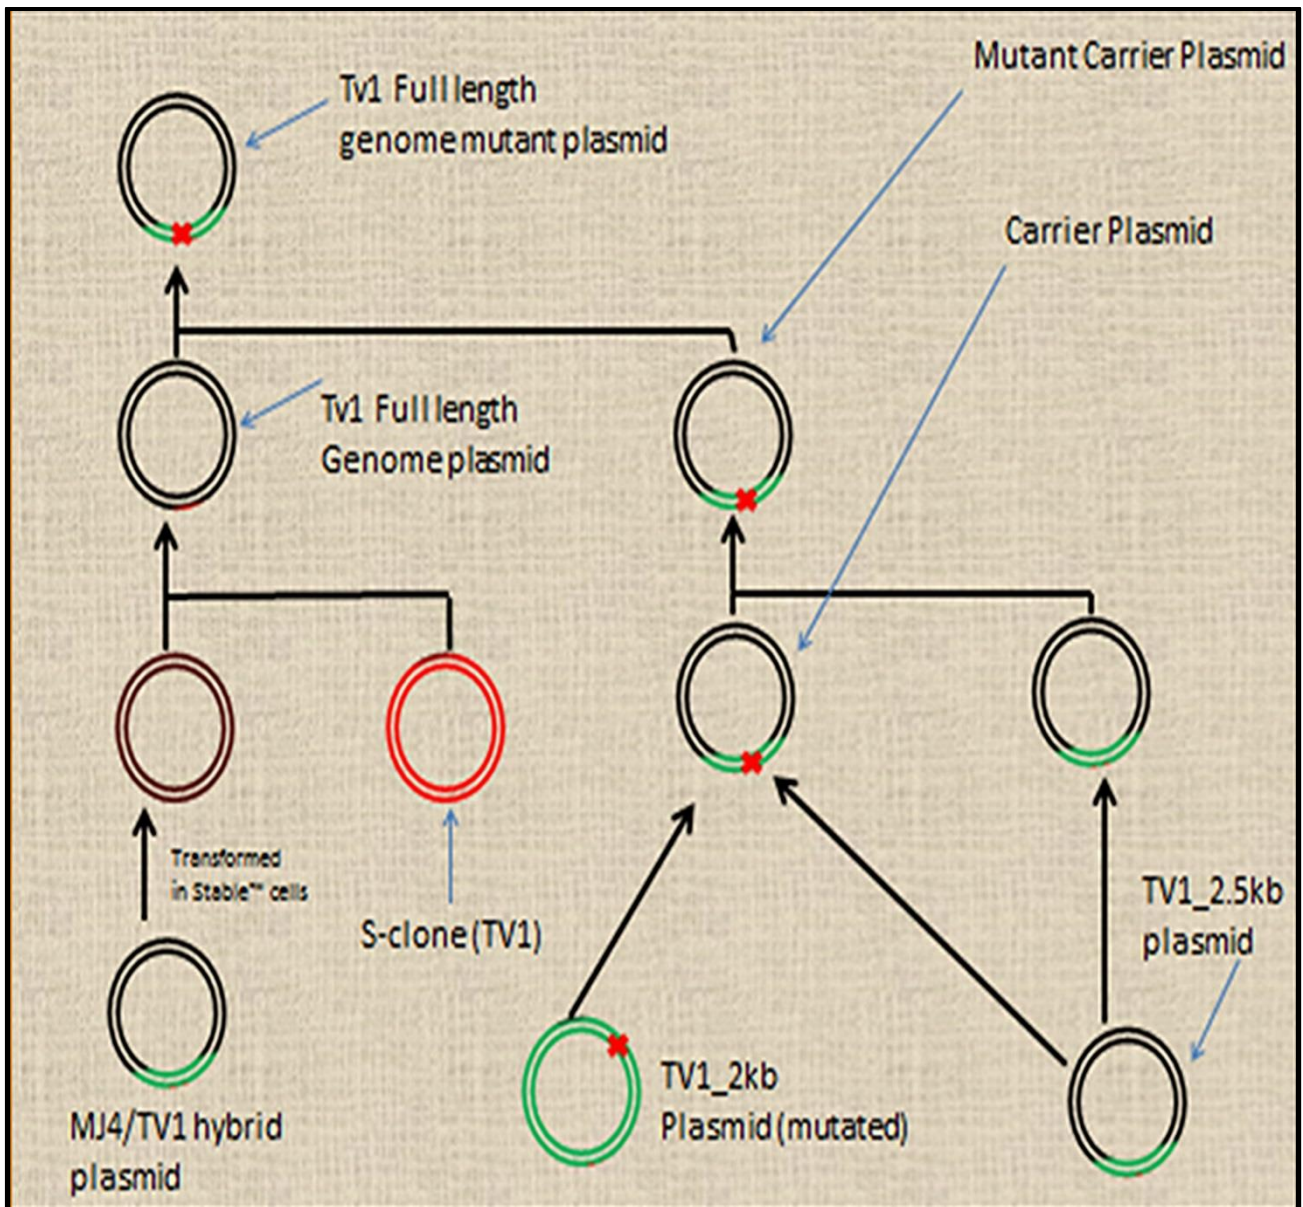 Mutant Carrier Plasmid
Tv1 Full length
genome mutant plasmid
Carrier Plasmid
Tv1 Full length
Genome plasmid
Transformed
in Stable™ cells
S-clone (TV1)
TV1_2.5kb
plasmid
TV1_2kb
Plasmid (mutated)
MJ4/TV1 hybrid
plasmid